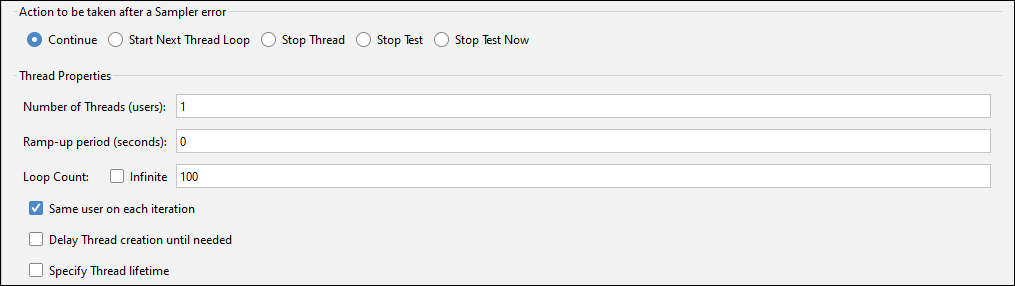 Action to be taken after a Sampler error
Continue Start Next Thread Loop Stop Thread Stop Test Stop Test Now
Thread Properties
Number of Threads (users): 1
Ramp-up period (seconds): 0
Loop Count: Infinite 100
Same user on each iteration
Delay Thread creation until needed
Specify Thread lifetime